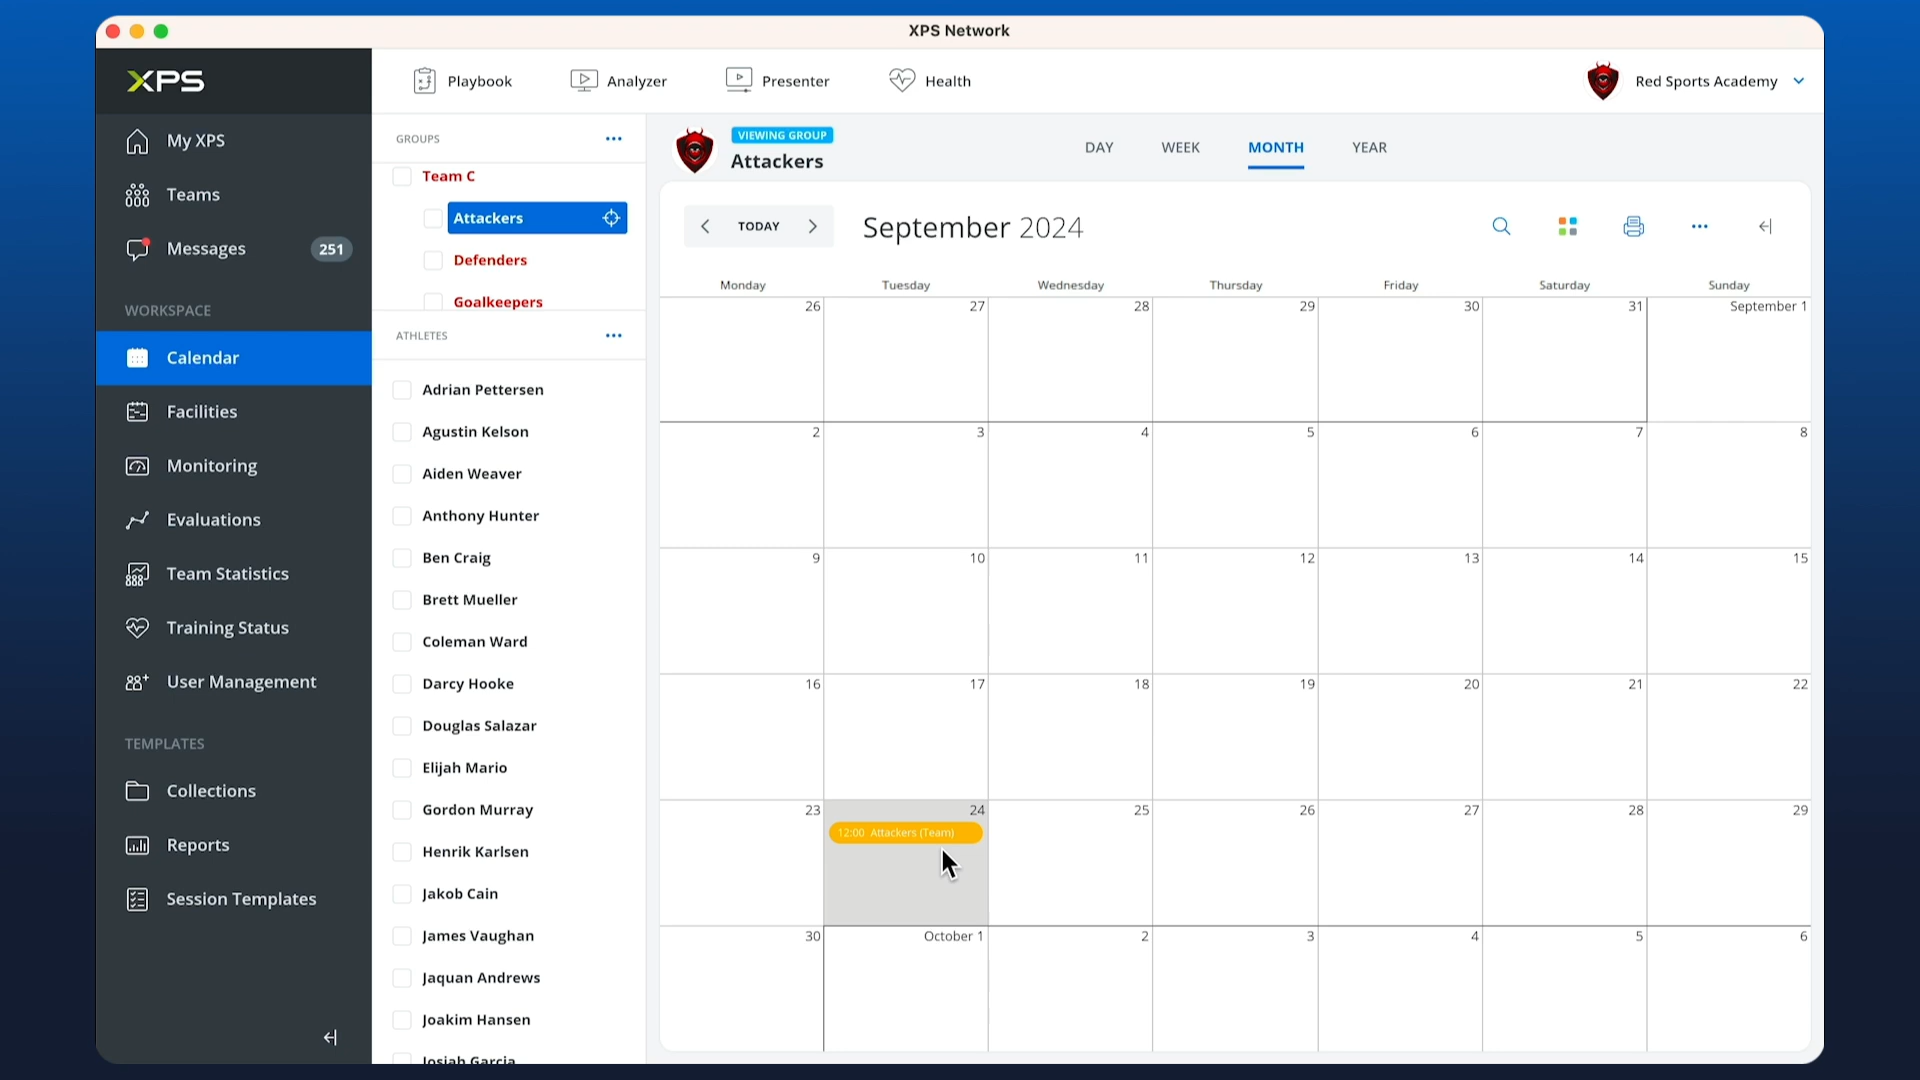 XPS Network
XPS
Playbook
Analyzer
Presenter
Health
Red Sports Academy
My XPS
Teams
Messages
251
WORKSPACE
Calendar
Facilities
Monitoring
Evaluations
Team Statistics
Training Status
User Management
TEMPLATES
Collections
Reports
Session Templates
GROUPS
Team C
Attackers
Defenders
Goalkeepers
ATHLETES
Adrian Pettersen
Agustin Kelson
Aiden Weaver
Anthony Hunter
Ben Craig
Brett Mueller
Coleman Ward
Darcy Hooke
Douglas Salazar
Elijah Mario
Gordon Murray
Henrik Karlsen
Jakob Cain
James Vaughan
Jaquan Andrews
Joakim Hansen
Josiah Garcia
VIEWING GROUP
Attackers
DAY WEEK MONTH YEAR
TODAY
September 2024
Monday Tuesday Wednesday Thursday Friday Saturday Sunday
26 27 28 29 30 31 September 1
2 3 4 5 6 7 8
9 10 11 12 13 14 15
16 17 18 19 20 21 22
23 24 25 26 27 28 29
12:00 Attackers (Team)
30 October 1 2 3 4 5 6